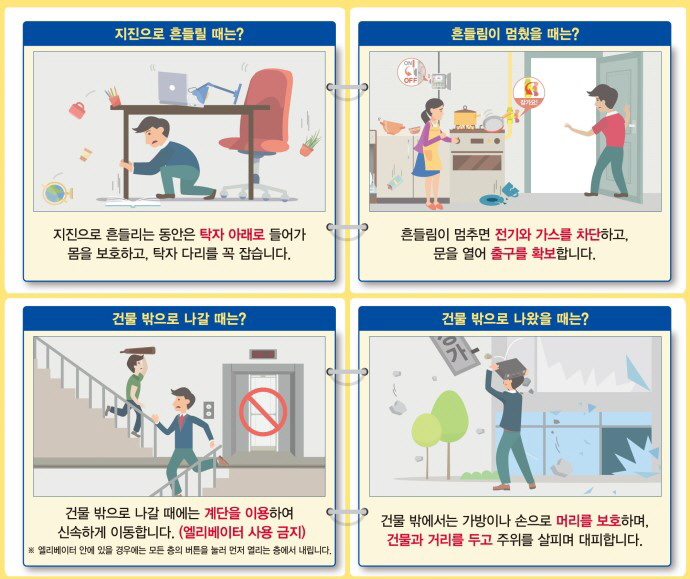 지진으로 흔들릴 때는?
지진으로 흔들리는 동안은 탁자 아래로 들어가
몸을 보호하고, 탁자 다리를 꼭 잡습니다.
흔들림이 멈췄을 때는?
ON
OFF
잠가요!
흔들림이 멈추면 전기와 가스를 차단하고,
문을 열어 출구를 확보합니다.
건물 밖으로 나갈 때는?
건물 밖으로 나갈 때에는 계단을 이용하여
신속하게 이동합니다. (엘리베이터 사용 금지)
※ 엘리베이터 안에 있을 경우에는 모든 층의 버튼을 눌러 먼저 열리는 층에서 내립니다.
건물 밖으로 나왔을 때는?
상가
건물 밖에서는 가방이나 손으로 머리를 보호하며,
건물과 거리를 두고 주위를 살피며 대피합니다.